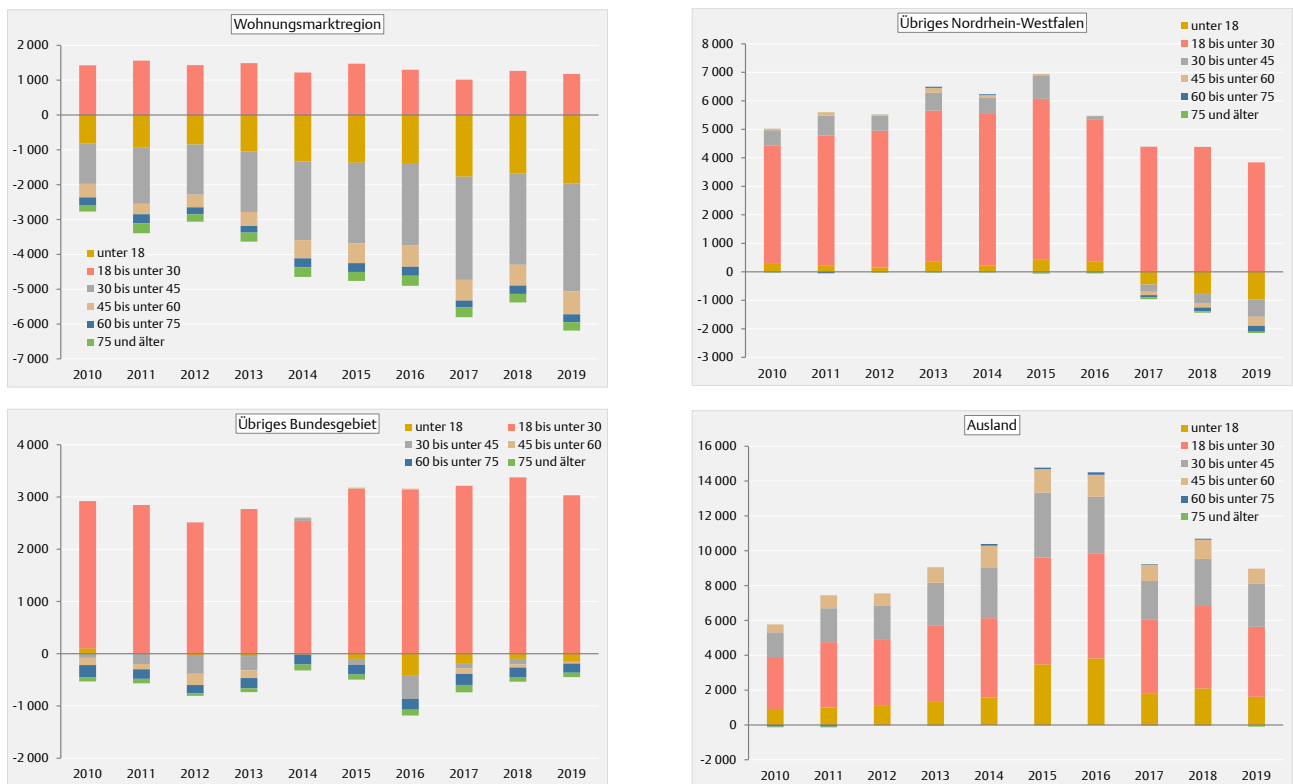 Wohnungsmarktregion
2 000
1 000
0
-1 000
-2 000
-3 000
-4 000
-5 000
-6 000
-7 000
unter 18
18 bis unter 30
30 bis unter 45
45 bis unter 60
60 bis unter 75
75 und älter
2010 2011 2012 2013 2014 2015 2016 2017 2018 2019
Übriges Nordrhein-Westfalen
8 000
7 000
6 000
5 000
4 000
3 000
2 000
1 000
0
-1 000
-2 000
-3 000
unter 18
18 bis unter 30
30 bis unter 45
45 bis unter 60
60 bis unter 75
75 und älter
2010 2011 2012 2013 2014 2015 2016 2017 2018 2019
Übriges Bundesgebiet
4 000
3 000
2 000
1 000
0
-1 000
-2 000
unter 18 18 bis unter 30
30 bis unter 45 45 bis unter 60
60 bis unter 75 75 und älter
2010 2011 2012 2013 2014 2015 2016 2017 2018 2019
Ausland
16 000
14 000
12 000
10 000
8 000
6 000
4 000
2 000
0
-2 000
unter 18
18 bis unter 30
30 bis unter 45
45 bis unter 60
60 bis unter 75
75 und älter
2010 2011 2012 2013 2014 2015 2016 2017 2018 2019